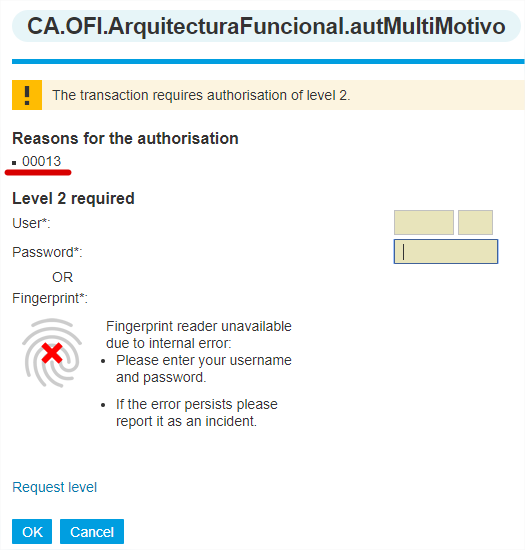 CA.OFI.ArquitecturaFuncional.autMultiMotivo
! The transaction requires authorisation of level 2.
Reasons for the authorisation
▪ 00013
Level 2 required
User*:
Password*:
OR
Fingerprint*:
Fingerprint reader unavailable
due to internal error:
• Please enter your username
and password.
• If the error persists please
report it as an incident.
Request level
OK Cancel